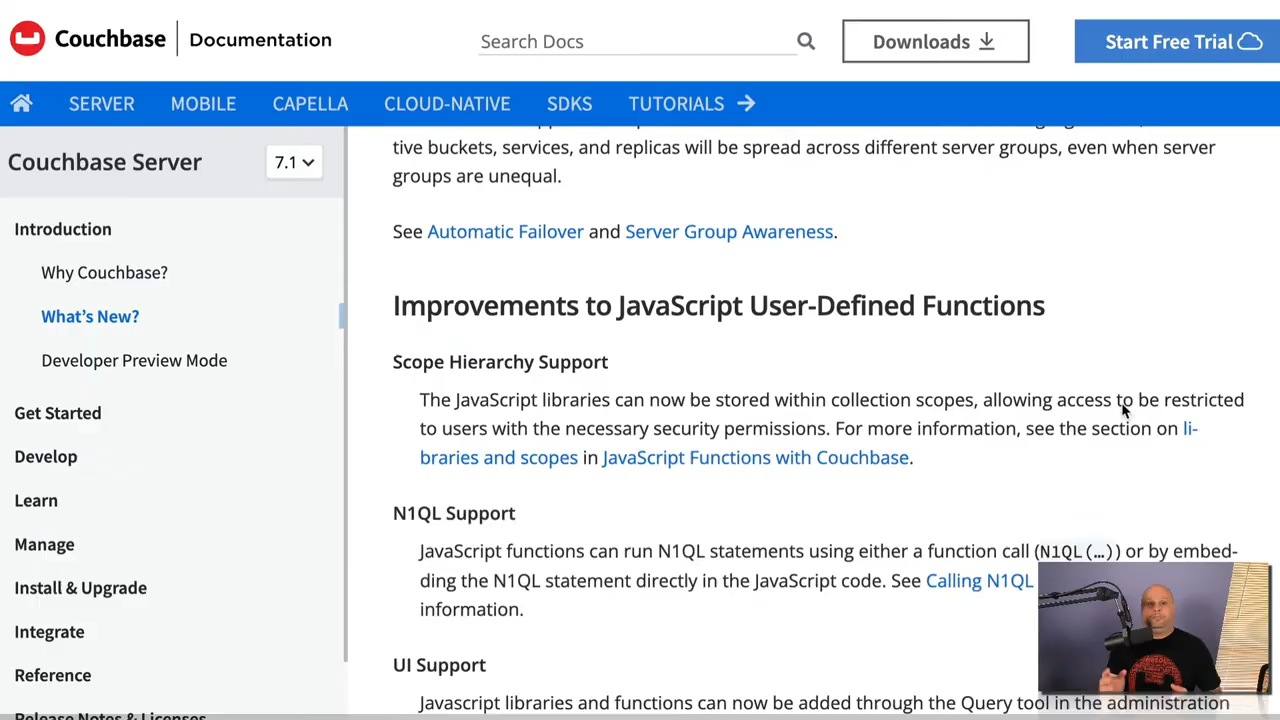 Couchbase Documentation
Search Docs
Downloads
Start Free Trial
SERVER MOBILE CAPELLA CLOUD-NATIVE SDKS TUTORIALS
Couchbase Server 7.1
Introduction
Why Couchbase?
What’s New?
Developer Preview Mode
Get Started
Develop
Learn
Manage
Install & Upgrade
Integrate
Reference
Release Notes & Licenses
tive buckets, services, and replicas will be spread across different server groups, even when server
groups are unequal.
See Automatic Failover and Server Group Awareness.
Improvements to JavaScript User-Defined Functions
Scope Hierarchy Support
The JavaScript libraries can now be stored within collection scopes, allowing access to be restricted
to users with the necessary security permissions. For more information, see the section on li-
braries and scopes in JavaScript Functions with Couchbase.
N1QL Support
JavaScript functions can run N1QL statements using either a function call (N1QL(…)) or by embed-
ding the N1QL statement directly in the JavaScript code. See Calling N1QL
information.
UI Support
Javascript libraries and functions can now be added through the Query tool in the administration